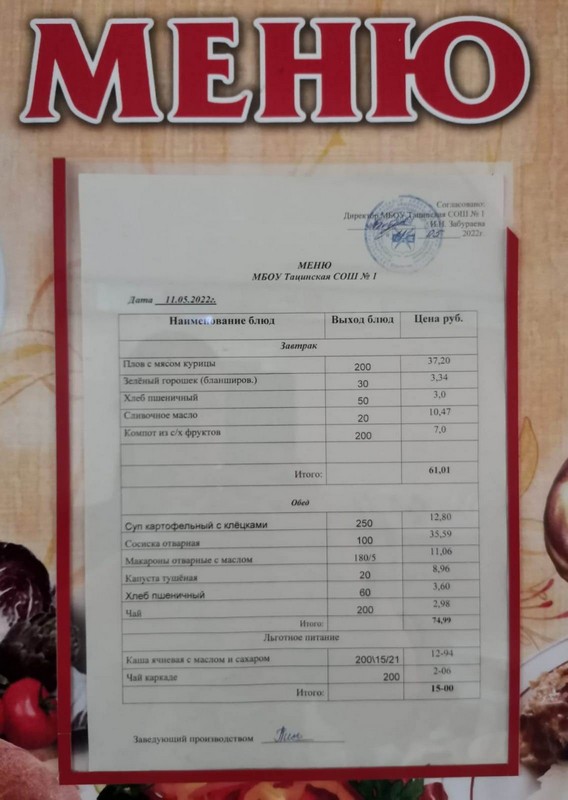 МЕНЮ
Согласовано:
Директор МБОУ Тацинская СОШ № 1
И.Н. Забураева
2022г.
МЕНЮ
МБОУ Тацинская СОШ № 1
Дата 11.05.2022г.
Наименование блюд Выход блюд Цена руб.
Завтрак
Плов с мясом курицы 200 37,20
Зелёный горошек (бланширов.) 30 3,34
Хлеб пшеничный 50 3,0
Сливочное масло 20 10,47
Компот из с/х фруктов 200 7,0
Итого: 61,01
Обед
Суп картофельный с клёцками 250 12,80
Сосиска отварная 100 35,59
Макароны отварные с маслом 180/5 11,06
Капуста тушёная 20 8,96
Хлеб пшеничный 60 3,60
Чай 200 2,98
Итого: 74,99
Льготное питание
Каша ячневая с маслом и сахаром 200\15/21 12-94
Чай каркаде 200 2-06
Итого: 15-00
Заведующий производством